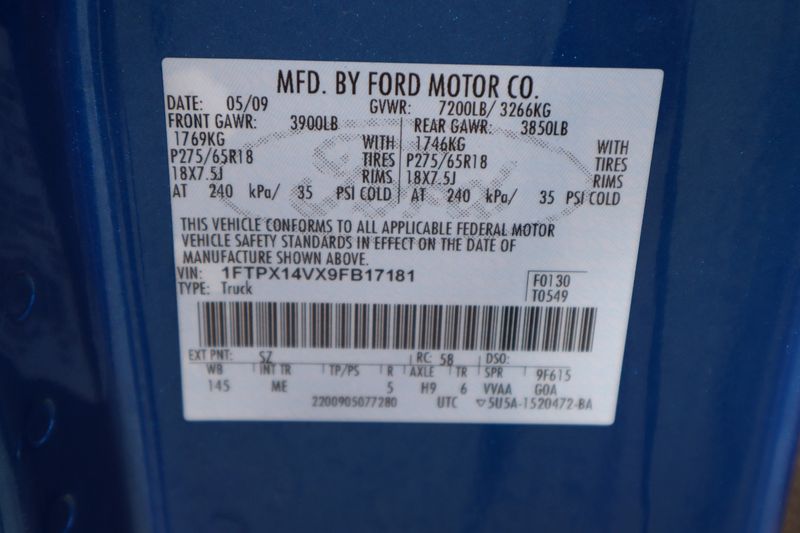 MFD. BY FORD MOTOR CO.
DATE: 05/09 GVWR: 7200LB/ 3266KG
FRONT GAWR: 3900LB REAR GAWR: 3850LB
1769KG WITH 1746KG WITH
P275/65R18 TIRES P275/65R18 TIRES
18X7.5J RIMS 18X7.5J RIMS
AT 240 kPa/ 35 PSI COLD AT 240 kPa/ 35 PSI COLD
THIS VEHICLE CONFORMS TO ALL APPLICABLE FEDERAL MOTOR
VEHICLE SAFETY STANDARDS IN EFFECT ON THE DATE OF
MANUFACTURE SHOWN ABOVE.
VIN: 1FTPX14VX9FB17181 F0130
TYPE: Truck T0549
EXT PNT: SZ RC: 58 DSO:
WB INT TR TP/PS R AXLE TR SPR 9F615
145 ME 5 H9 6 VVAA GOA
2200905077280 UTC ▽5U5A-1520472-BA